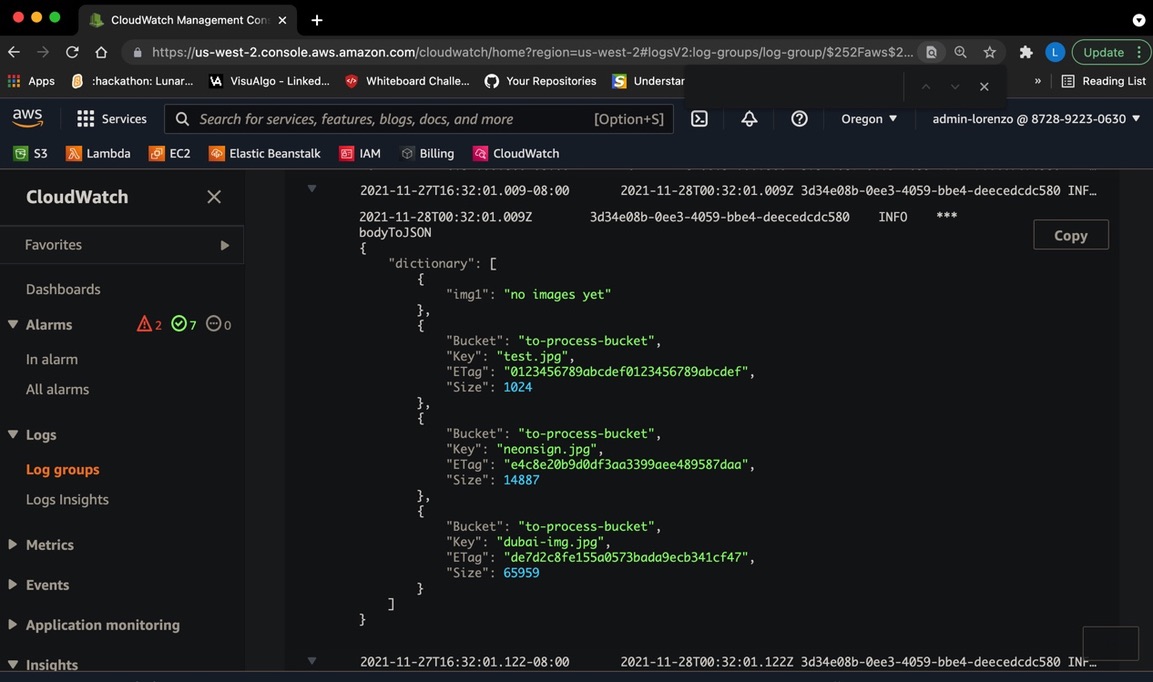 CloudWatch Management Con
https://us-west-2.console.aws.amazon.com/cloudwatch/home?region=us-west-2#logsV2:log-groups/log-group/$252Faws$2...
L
Update
Apps
:hackathon: Lunar...
VisuAlgo - Linked...
Whiteboard Challe...
Your Repositories
Understar
»
Reading List
aws
Services
Search for services, features, blogs, docs, and more
[Option+S]
Oregon
admin-lorenzo @ 8728-9223-0630
S3
Lambda
EC2
Elastic Beanstalk
IAM
Billing
CloudWatch
CloudWatch
Favorites
Dashboards
Alarms
2
7
0
In alarm
All alarms
Logs
Log groups
Logs Insights
Metrics
Events
Application monitoring
Insights
2021-11-27T16:32:01.009-08:00 2021-11-28T00:32:01.009Z 3d34e08b-0ee3-4059-bbe4-deecedcdc580 INF…
2021-11-28T00:32:01.009Z 3d34e08b-0ee3-4059-bbe4-deecedcdc580 INFO ***
bodyToJSON
Copy
{
"dictionary": [
{
"img1": "no images yet"
},
{
"Bucket": "to-process-bucket",
"Key": "test.jpg",
"ETag": "0123456789abcdef0123456789abcdef",
"Size": 1024
},
{
"Bucket": "to-process-bucket",
"Key": "neonsign.jpg",
"ETag": "e4c8e20b9d0df3aa3399aee489587daa",
"Size": 14887
},
{
"Bucket": "to-process-bucket",
"Key": "dubai-img.jpg",
"ETag": "de7d2c8fe155a0573bada9ecb341cf47",
"Size": 65959
}
]
}
2021-11-27T16:32:01.122-08:00 2021-11-28T00:32:01.122Z 3d34e08b-0ee3-4059-bbe4-deecedcdc580 INF…